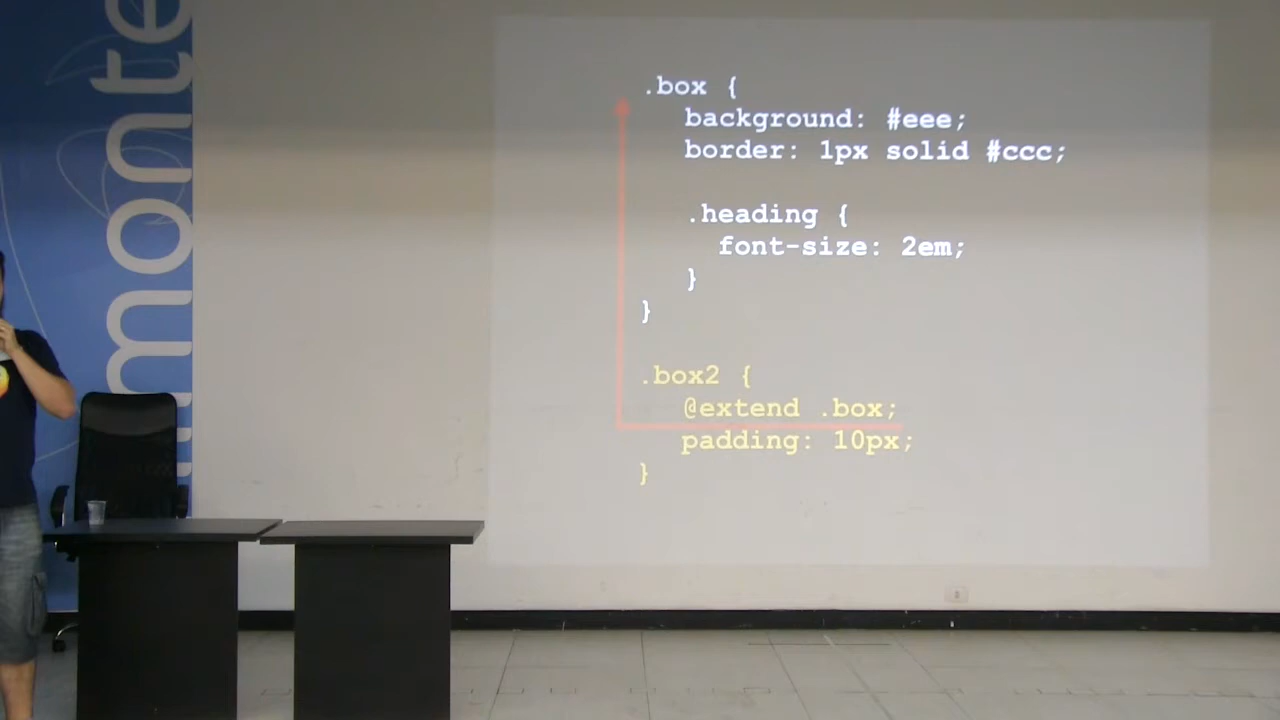 monte
.box {
background: #eee;
border: 1px solid #ccc;
.heading {
font-size: 2em;
}
}
.box2 {
@extend .box;
padding: 10px;
}